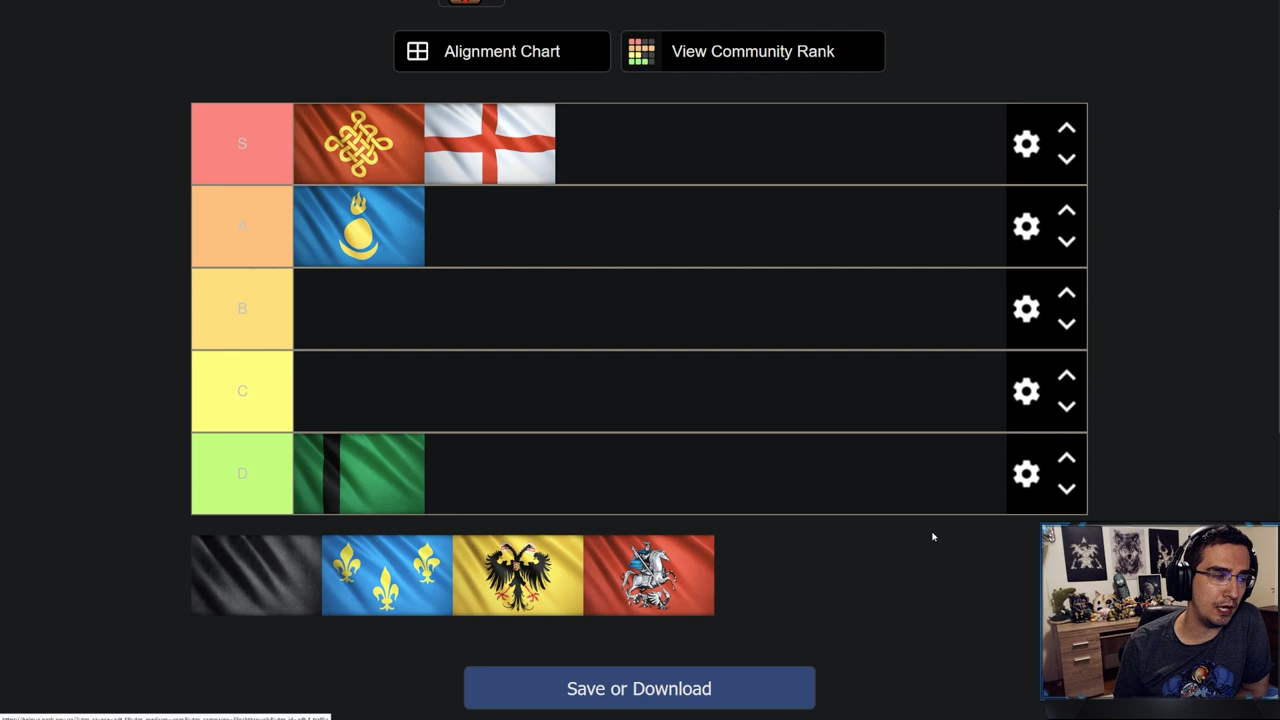 Alignment Chart
View Community Rank
S
A
B
C
D
Save or Download